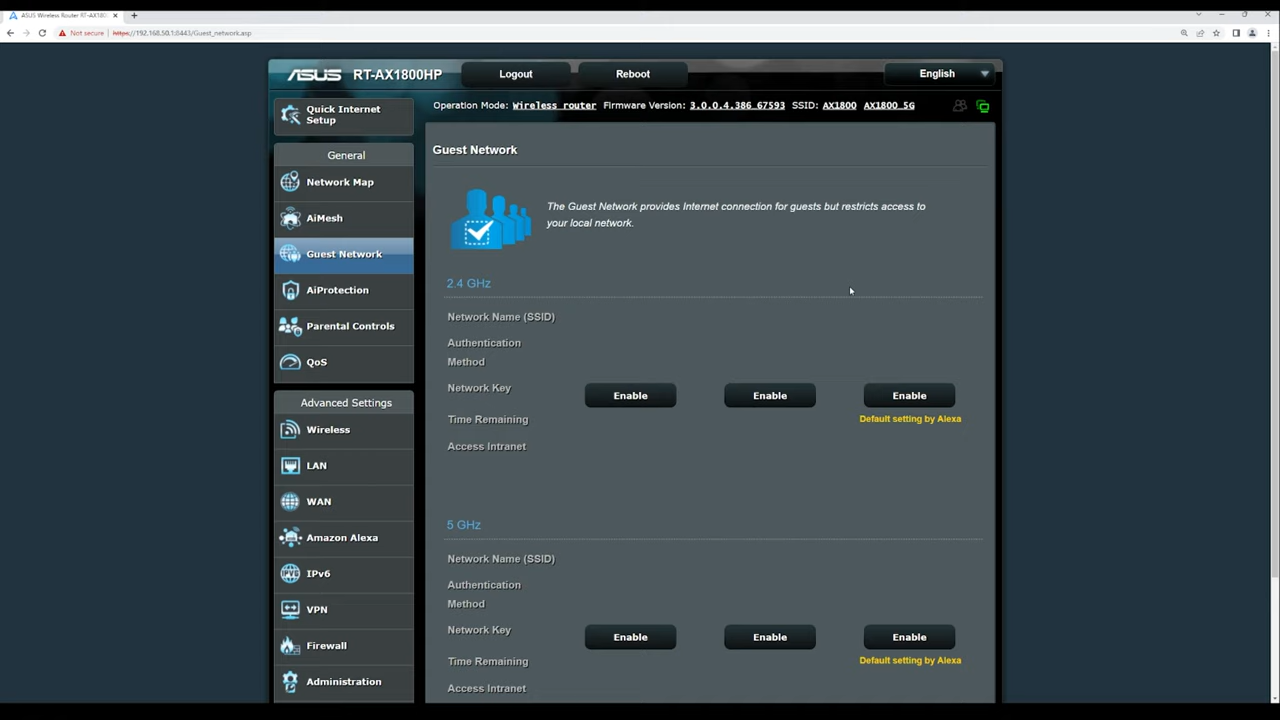 ASUS Wireless Router RT-AX1800
Not secure
https://192.168.50.1:8443/Guest_network.asp
ASUS RT-AX1800HP
Logout
Reboot
English
Quick Internet
Setup
Operation Mode: Wireless router Firmware Version: 3.0.0.4.386_67593 SSID: AX1800 AX1800_5G
General
Network Map
AiMesh
Guest Network
AiProtection
Parental Controls
QoS
Advanced Settings
Wireless
LAN
WAN
Amazon Alexa
IPv6
VPN
Firewall
Administration
Guest Network
The Guest Network provides Internet connection for guests but restricts access to
your local network.
2.4 GHz
Network Name (SSID)
Authentication
Method
Network Key
Enable Enable Enable
Default setting by Alexa
Time Remaining
Access Intranet
5 GHz
Network Name (SSID)
Authentication
Method
Network Key
Enable Enable Enable
Default setting by Alexa
Time Remaining
Access Intranet